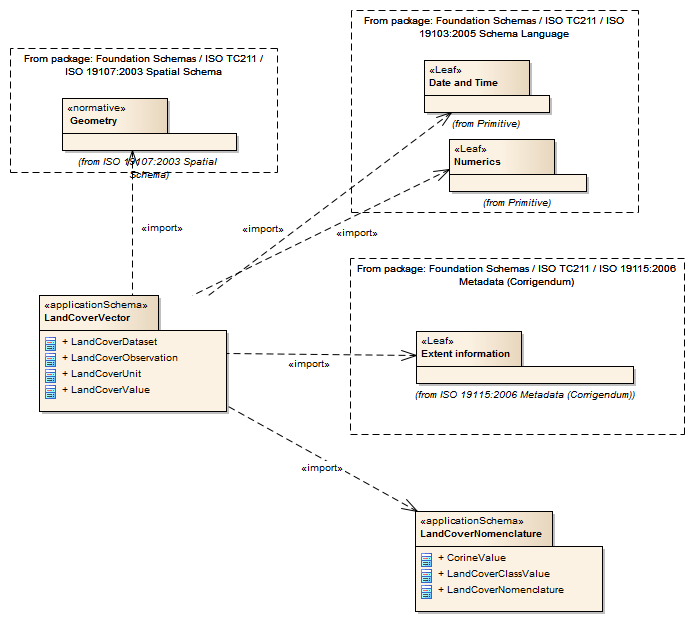 From package: Foundation Schemas / ISO TC211 / ISO
19103:2005 Schema Language
«Leaf»
Date and Time
(from Primitive)
«Leaf»
Numerics
(from Primitive)
From package: Foundation Schemas / ISO TC211 /
ISO 19107:2003 Spatial Schema
«normative»
Geometry
(from ISO 19107:2003 Spatial
Schema)
«import»
«import»
«import»
From package: Foundation Schemas / ISO TC211 / ISO 19115:2006
Metadata (Corrigendum)
«Leaf»
Extent information
(from ISO 19115:2006 Metadata (Corrigendum))
«applicationSchema»
LandCoverVector
+ LandCoverDataset
+ LandCoverObservation
+ LandCoverUnit
+ LandCoverValue
«import»
«import»
«applicationSchema»
LandCoverNomenclature
+ CorineValue
+ LandCoverClassValue
+ LandCoverNomenclature